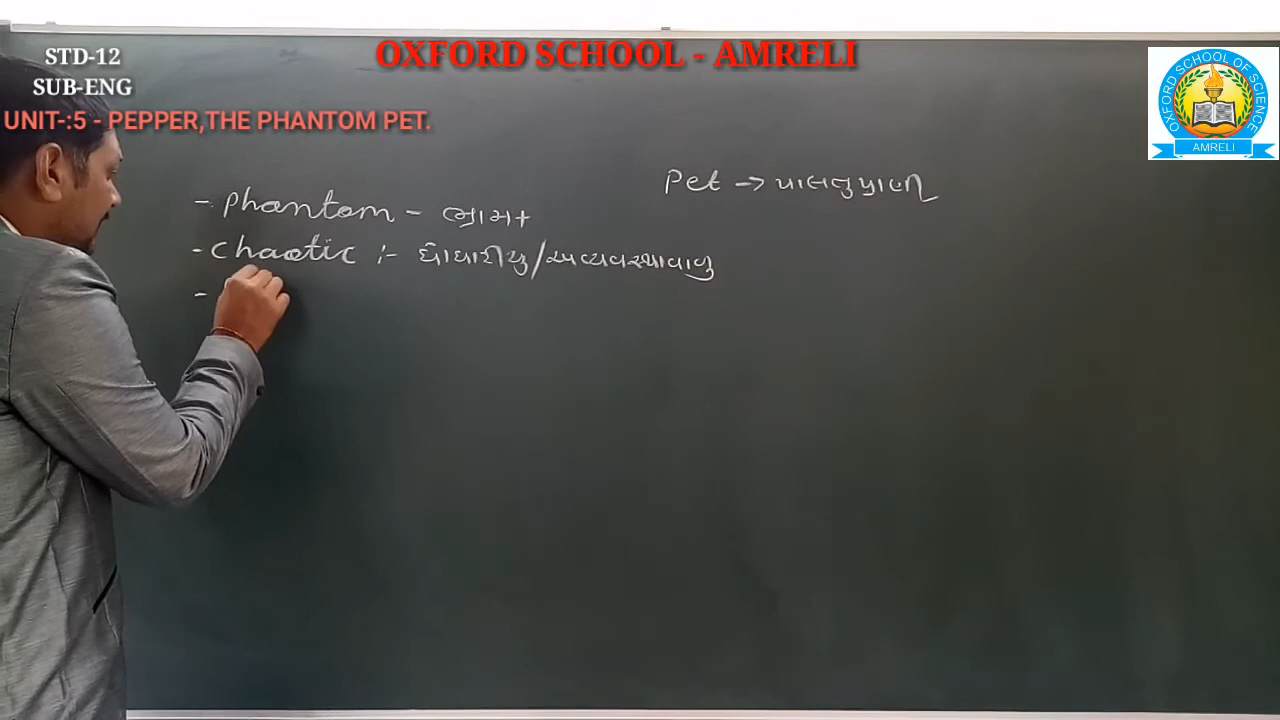 STD-12
SUB-ENG
OXFORD SCHOOL - AMRELI
UNIT-:5 - PEPPER,THE PHANTOM PET.
OXFORD SCHOOL OF SCIENCE
AMRELI
Pet → પાલતુ પ્રાણી
- Phantom - ભ્રામક
- Chaotic :- ઘોંઘાટીયુ/અવ્યવસ્થાવાળુ
-